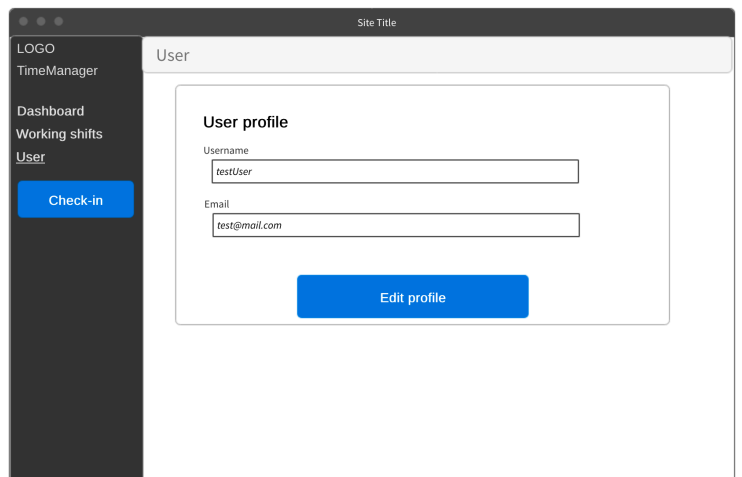 Site Title
LOGO
TimeManager
Dashboard
Working shifts
User
Check-in
User
User profile
Username
testUser
Email
test@mail.com
Edit profile